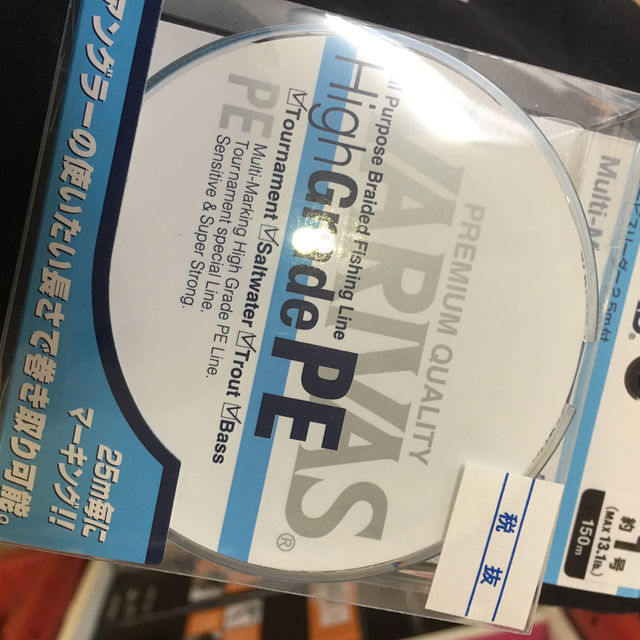 アングラーの使いたい長さで巻き取り可能。
25m毎に
マーキング!!
PREMIUM QUALITY
VARIVAS®
PE
All Purpose Braided Fishing Line
High Grade PE
☑Tournament ☑Saltwater ☑Trout ☑Bass
Multi-Marking High Grade PE Line.
Tournament special Line.
Sensitive & Super Strong.
税抜
約1号
(MAX 13.1lb)
150m